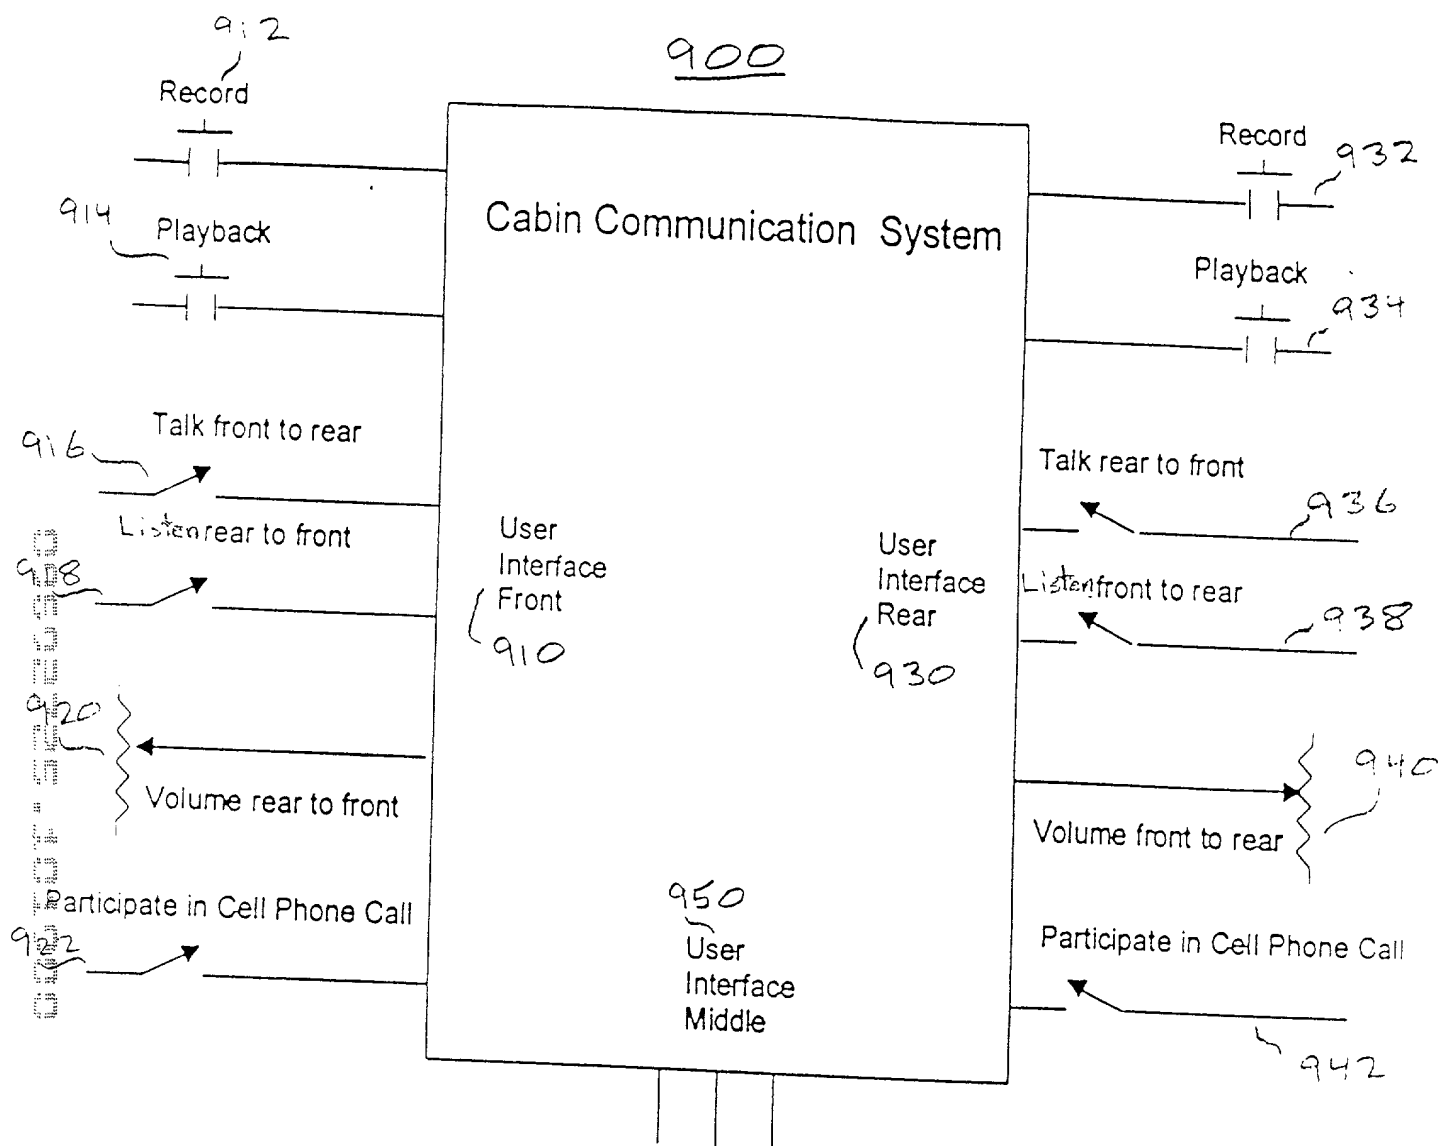 912
900
Record
Record
932
914
Playback
Cabin Communication System
Playback
934
Talk front to rear
916
Talk rear to front
936
Listen rear to front
User
Interface
Front
910
User
Interface
Rear
930
Listen front to rear
938
918
920
Volume rear to front
940
Volume front to rear
950
User
Interface
Middle
Participate in Cell Phone Call
922
Participate in Cell Phone Call
942